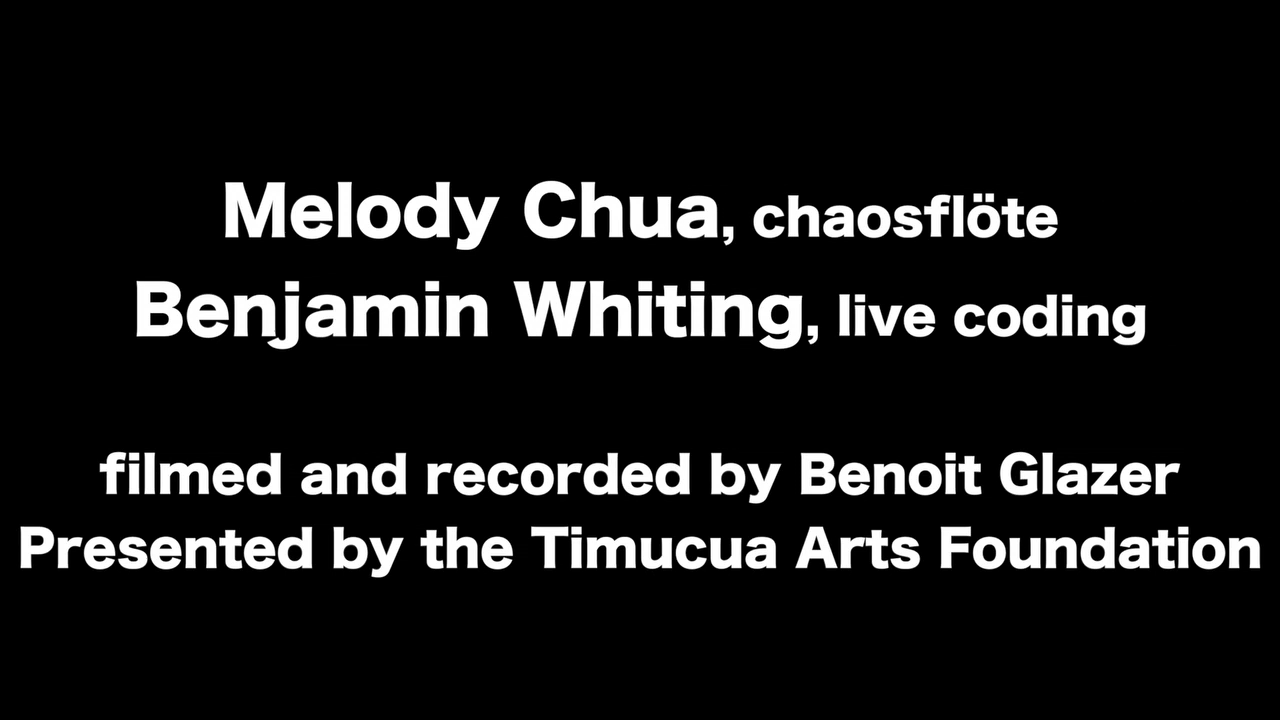 Melody Chua, chaosflöte
Benjamin Whiting, live coding
filmed and recorded by Benoit Glazer
Presented by the Timucua Arts Foundation